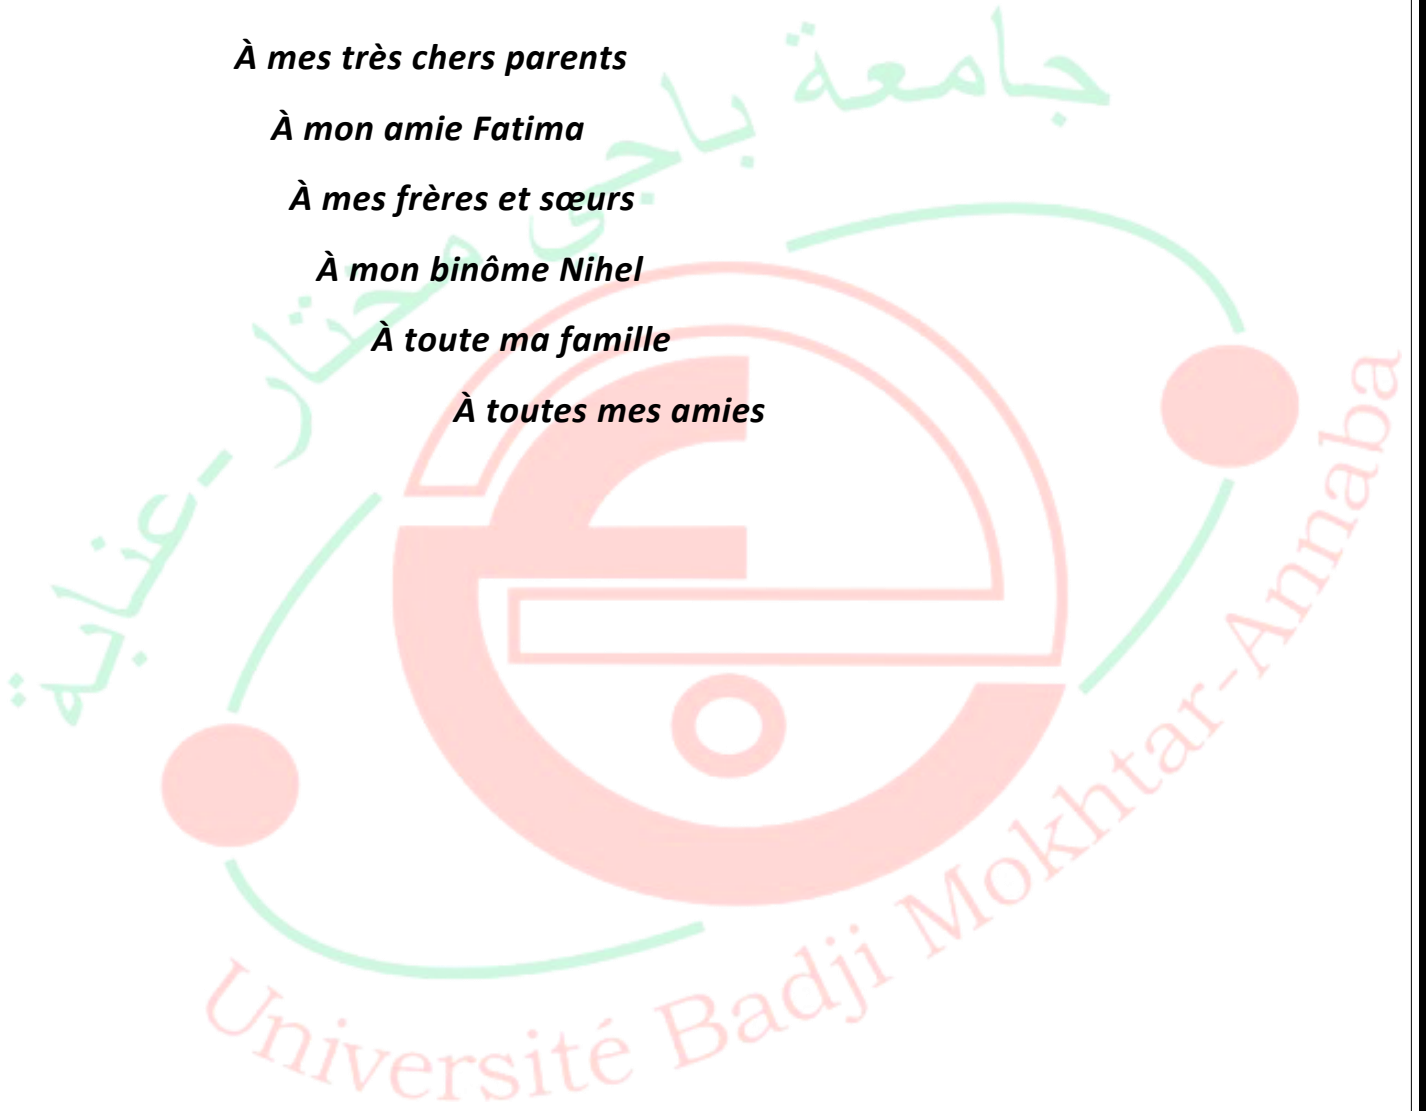 À mes très chers parents
À mon amie Fatima
À mes frères et sœurs
À mon binôme Nihel
À toute ma famille
À toutes mes amies
جامعة باجي مختار - عنابة
Université Badji Mokhtar-Annaba